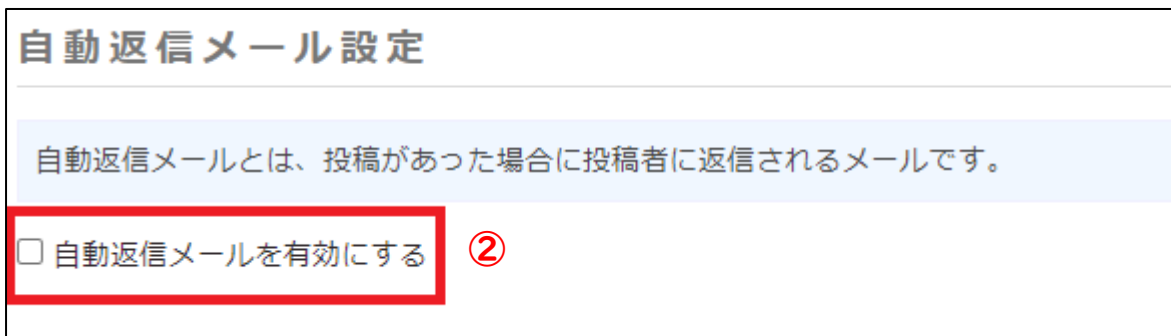 自動返信メール設定
自動返信メールとは、投稿があった場合に投稿者に返信されるメールです。
自動返信メールを有効にする ②